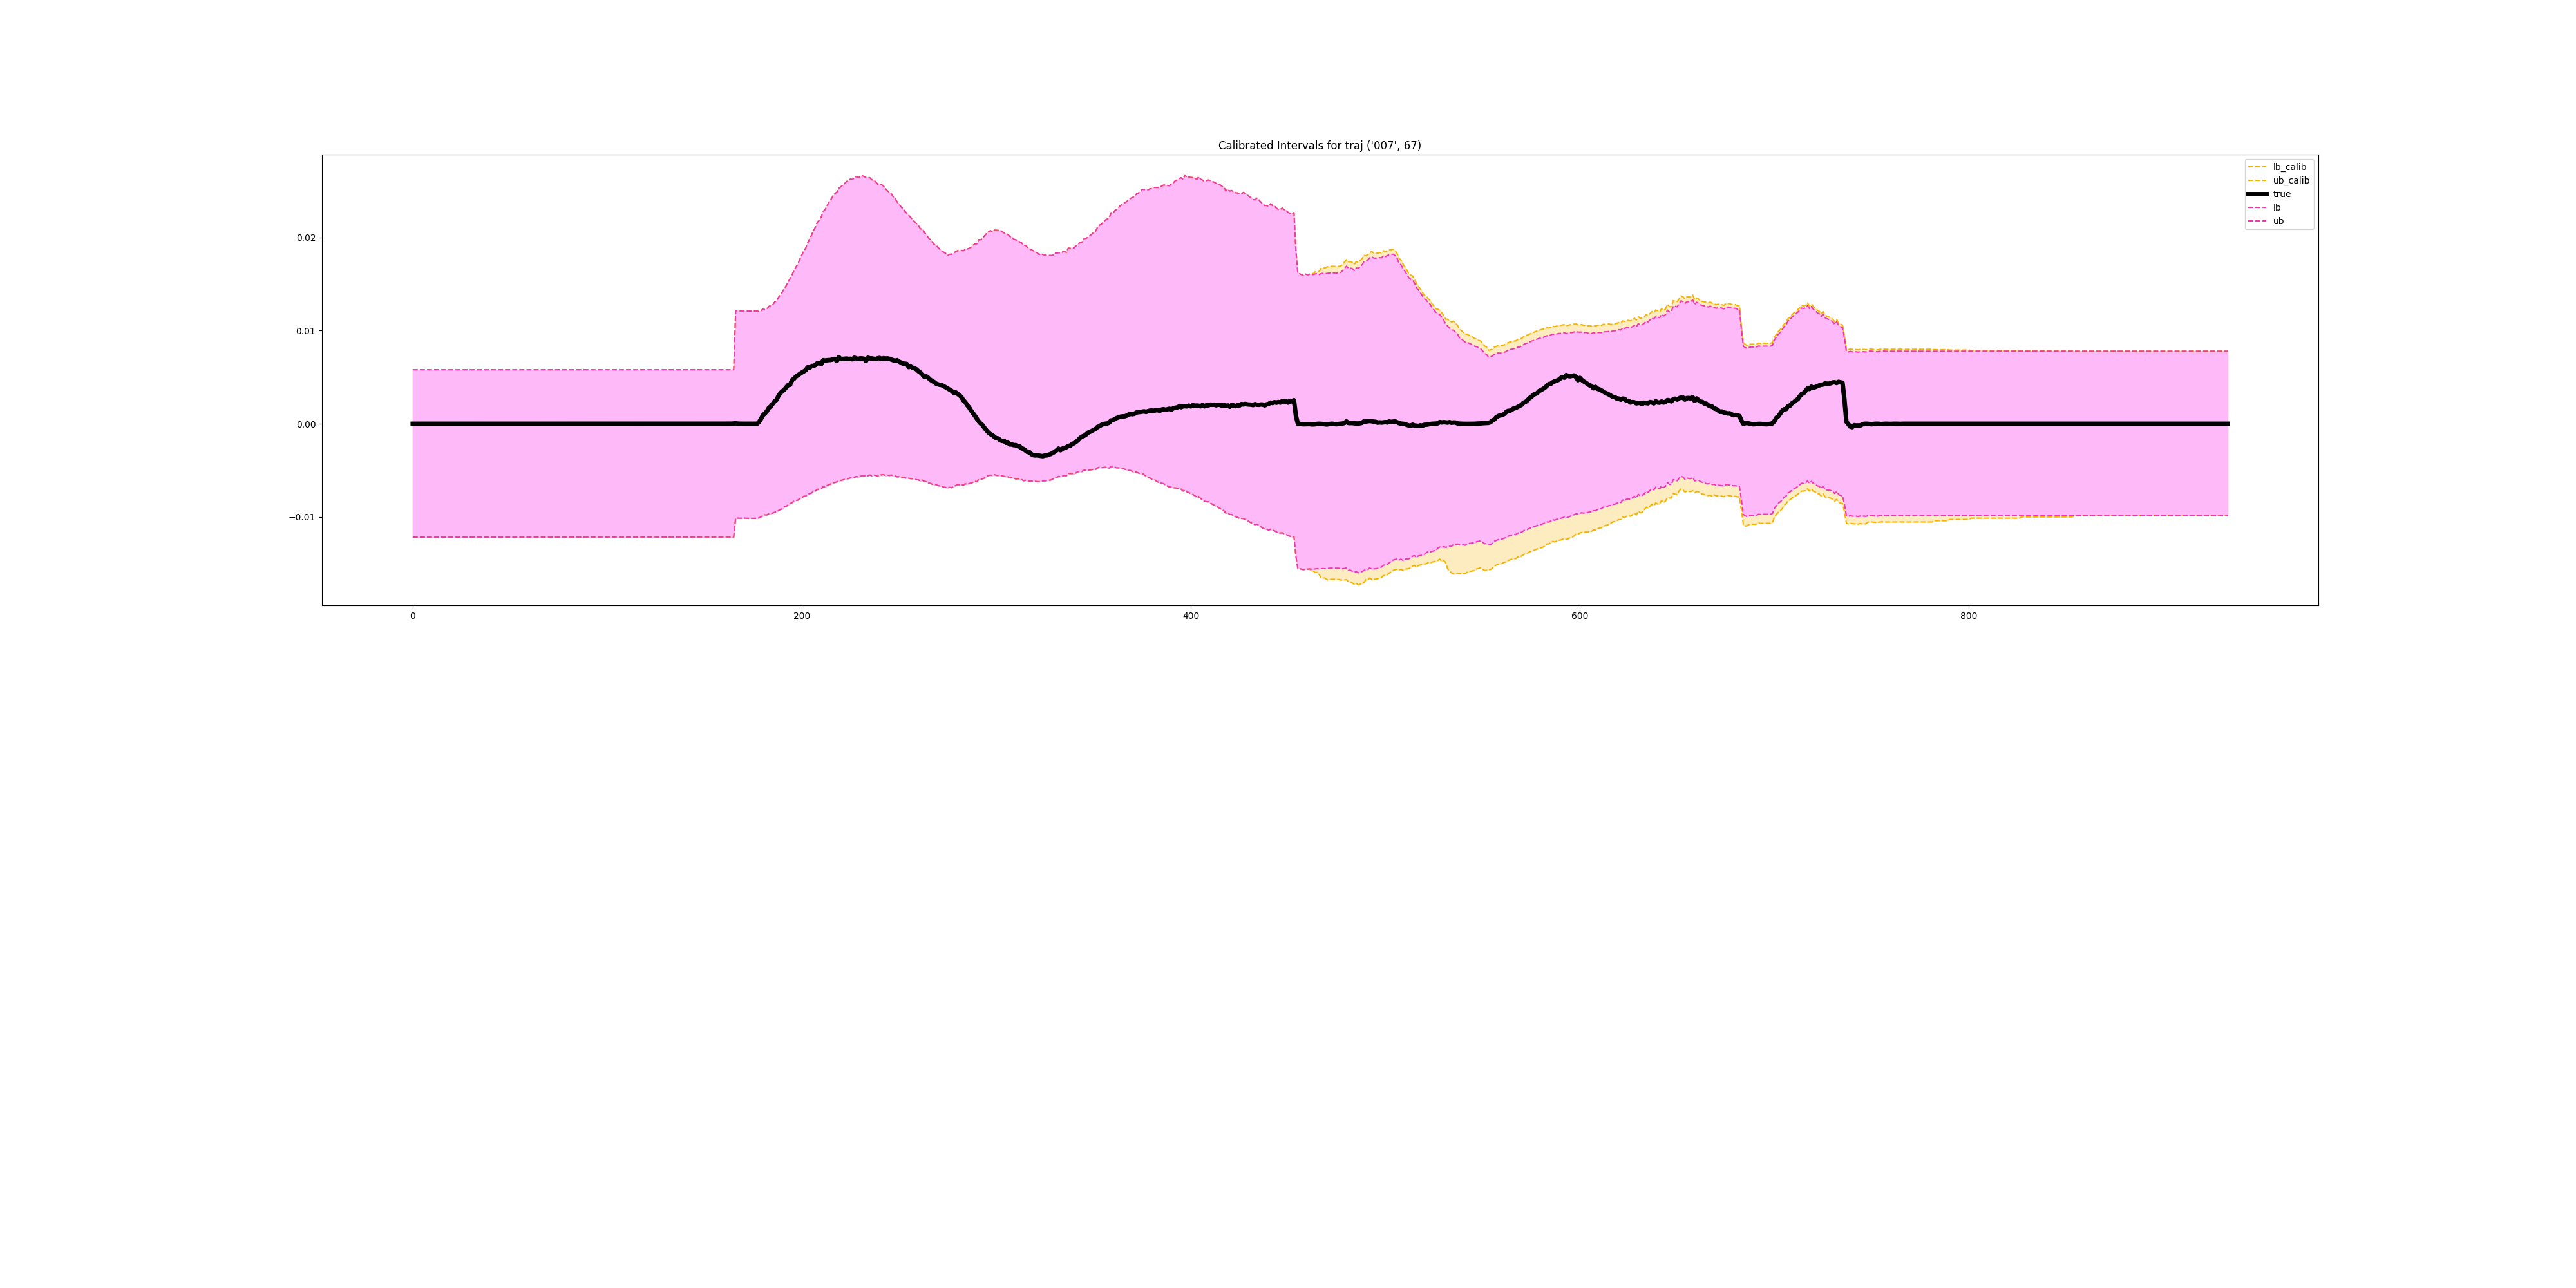 Calibrated Intervals for traj ('007', 67)
lb_calib
ub_calib
true
lb
ub
0.02
0.01
0.00
−0.01
0 200 400 600 800